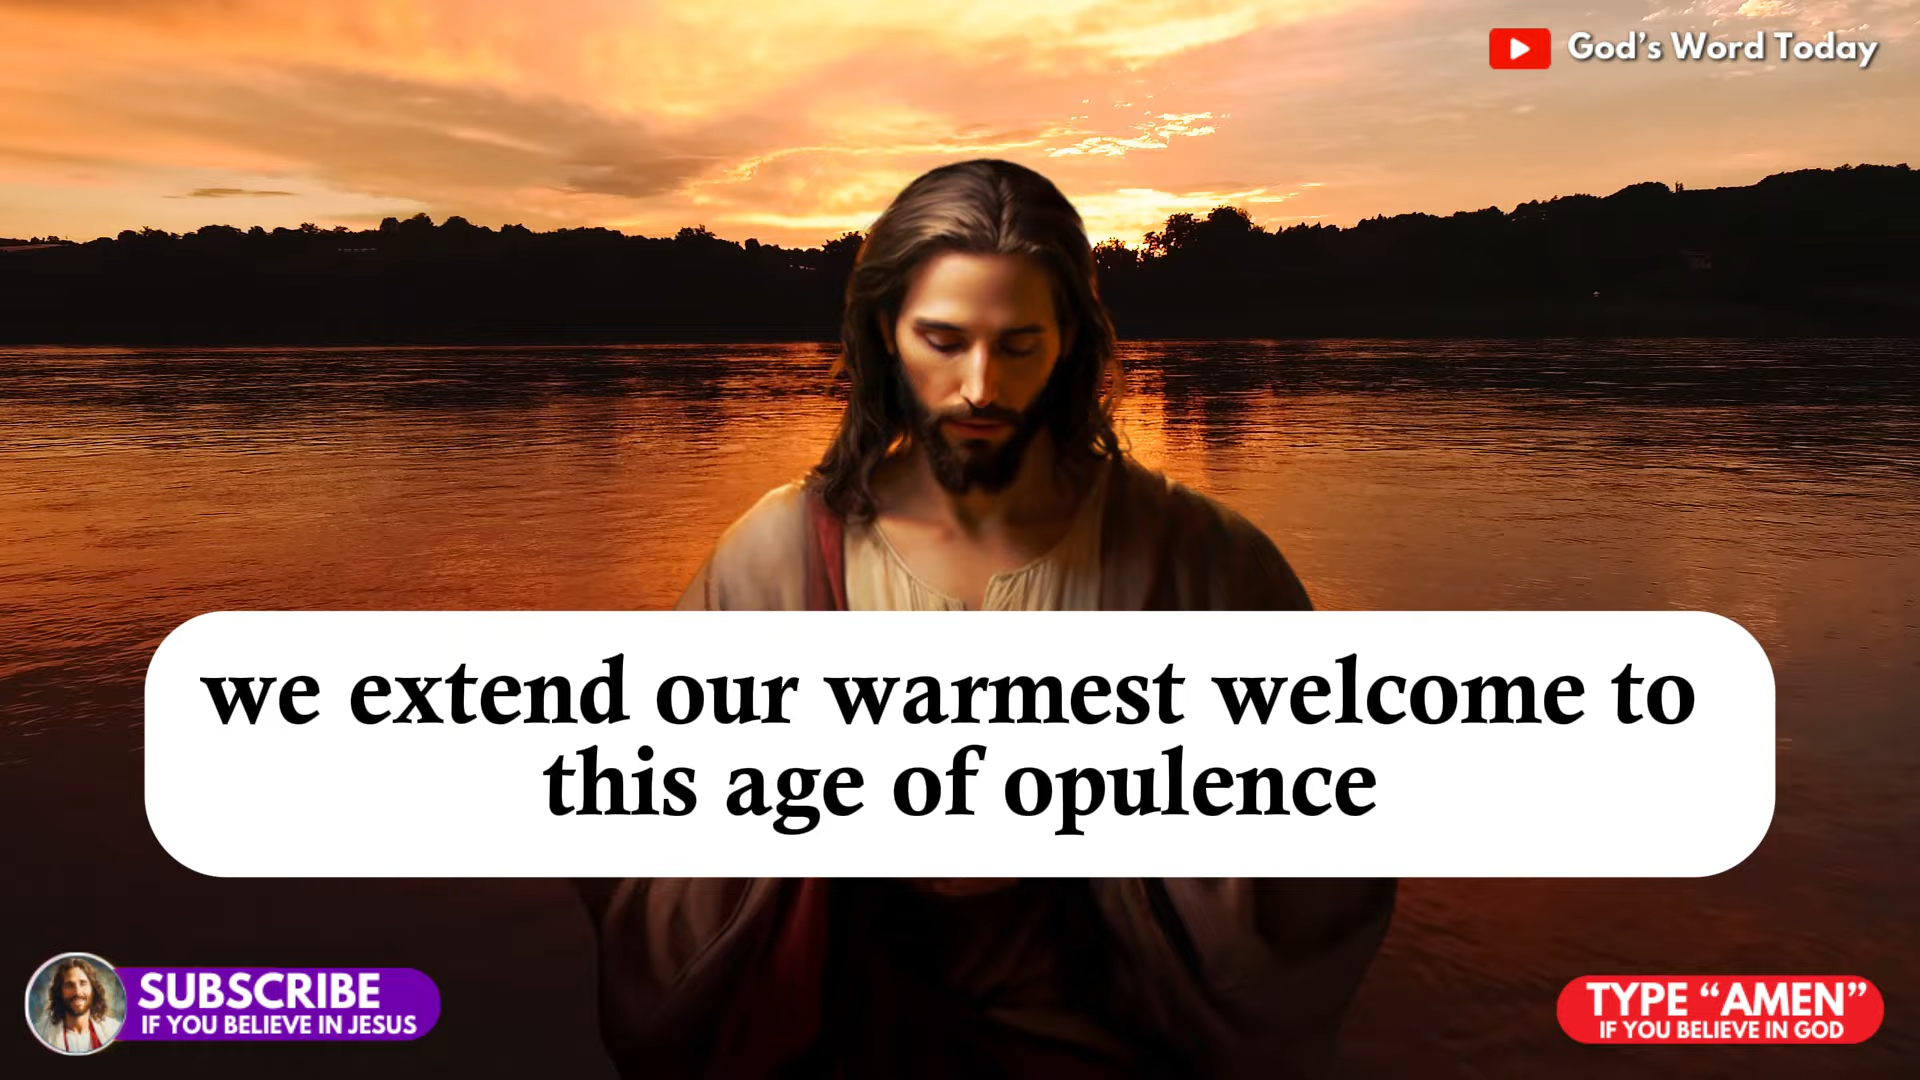 God's Word Today
we extend our warmest welcome to
this age of opulence
SUBSCRIBE
IF YOU BELIEVE IN JESUS
TYPE “AMEN”
IF YOU BELIEVE IN GOD